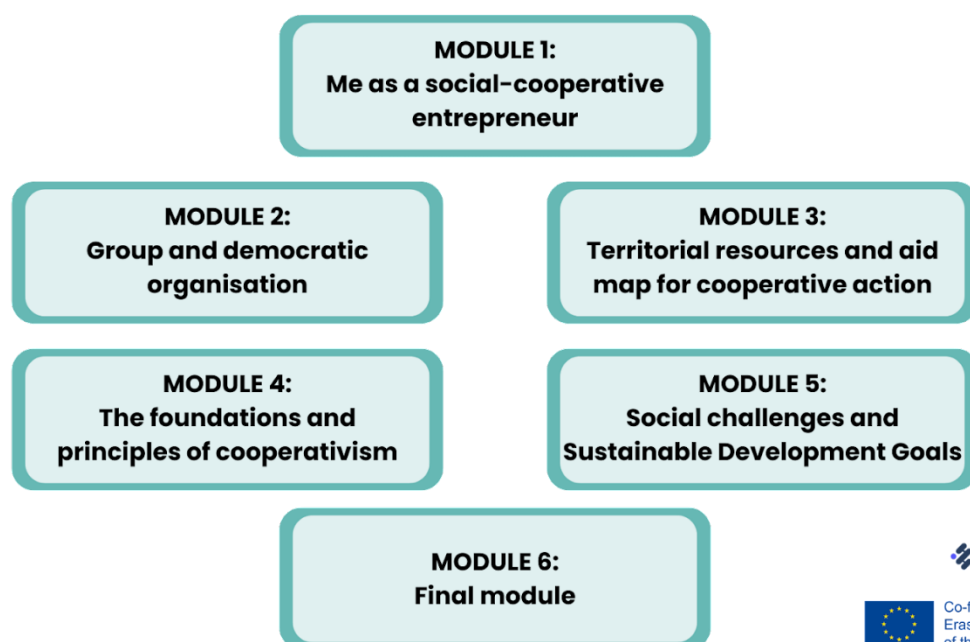 MODULE 1:
Me as a social-cooperative
entrepreneur
MODULE 2:
Group and democratic
organisation
MODULE 3:
Territorial resources and aid
map for cooperative action
MODULE 4:
The foundations and
principles of cooperativism
MODULE 5:
Social challenges and
Sustainable Development Goals
MODULE 6:
Final module